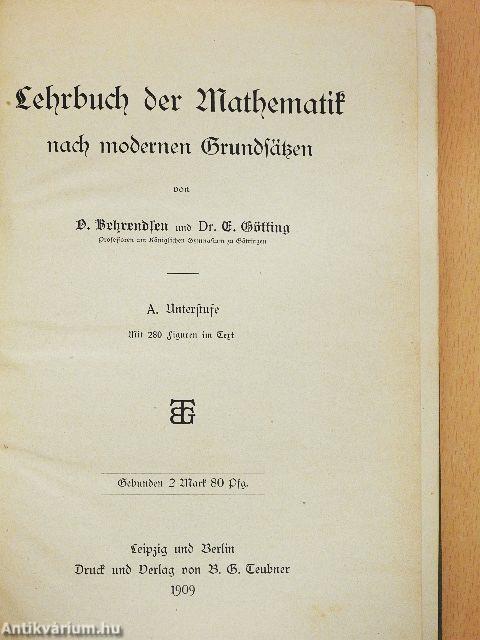 Lehrbuch der Mathematik
nach modernen Grundsätzen
von
O. Behrendsen und Dr. E. Götting
Professoren am Königlichen Gymnasium zu Göttingen
A. Unterstufe
Mit 280 Figuren im Text
BTG
Gebunden 2 Mark 80 Pfg.
Leipzig und Berlin
Druck und Verlag von B. G. Teubner
1909
Antikvárium.hu